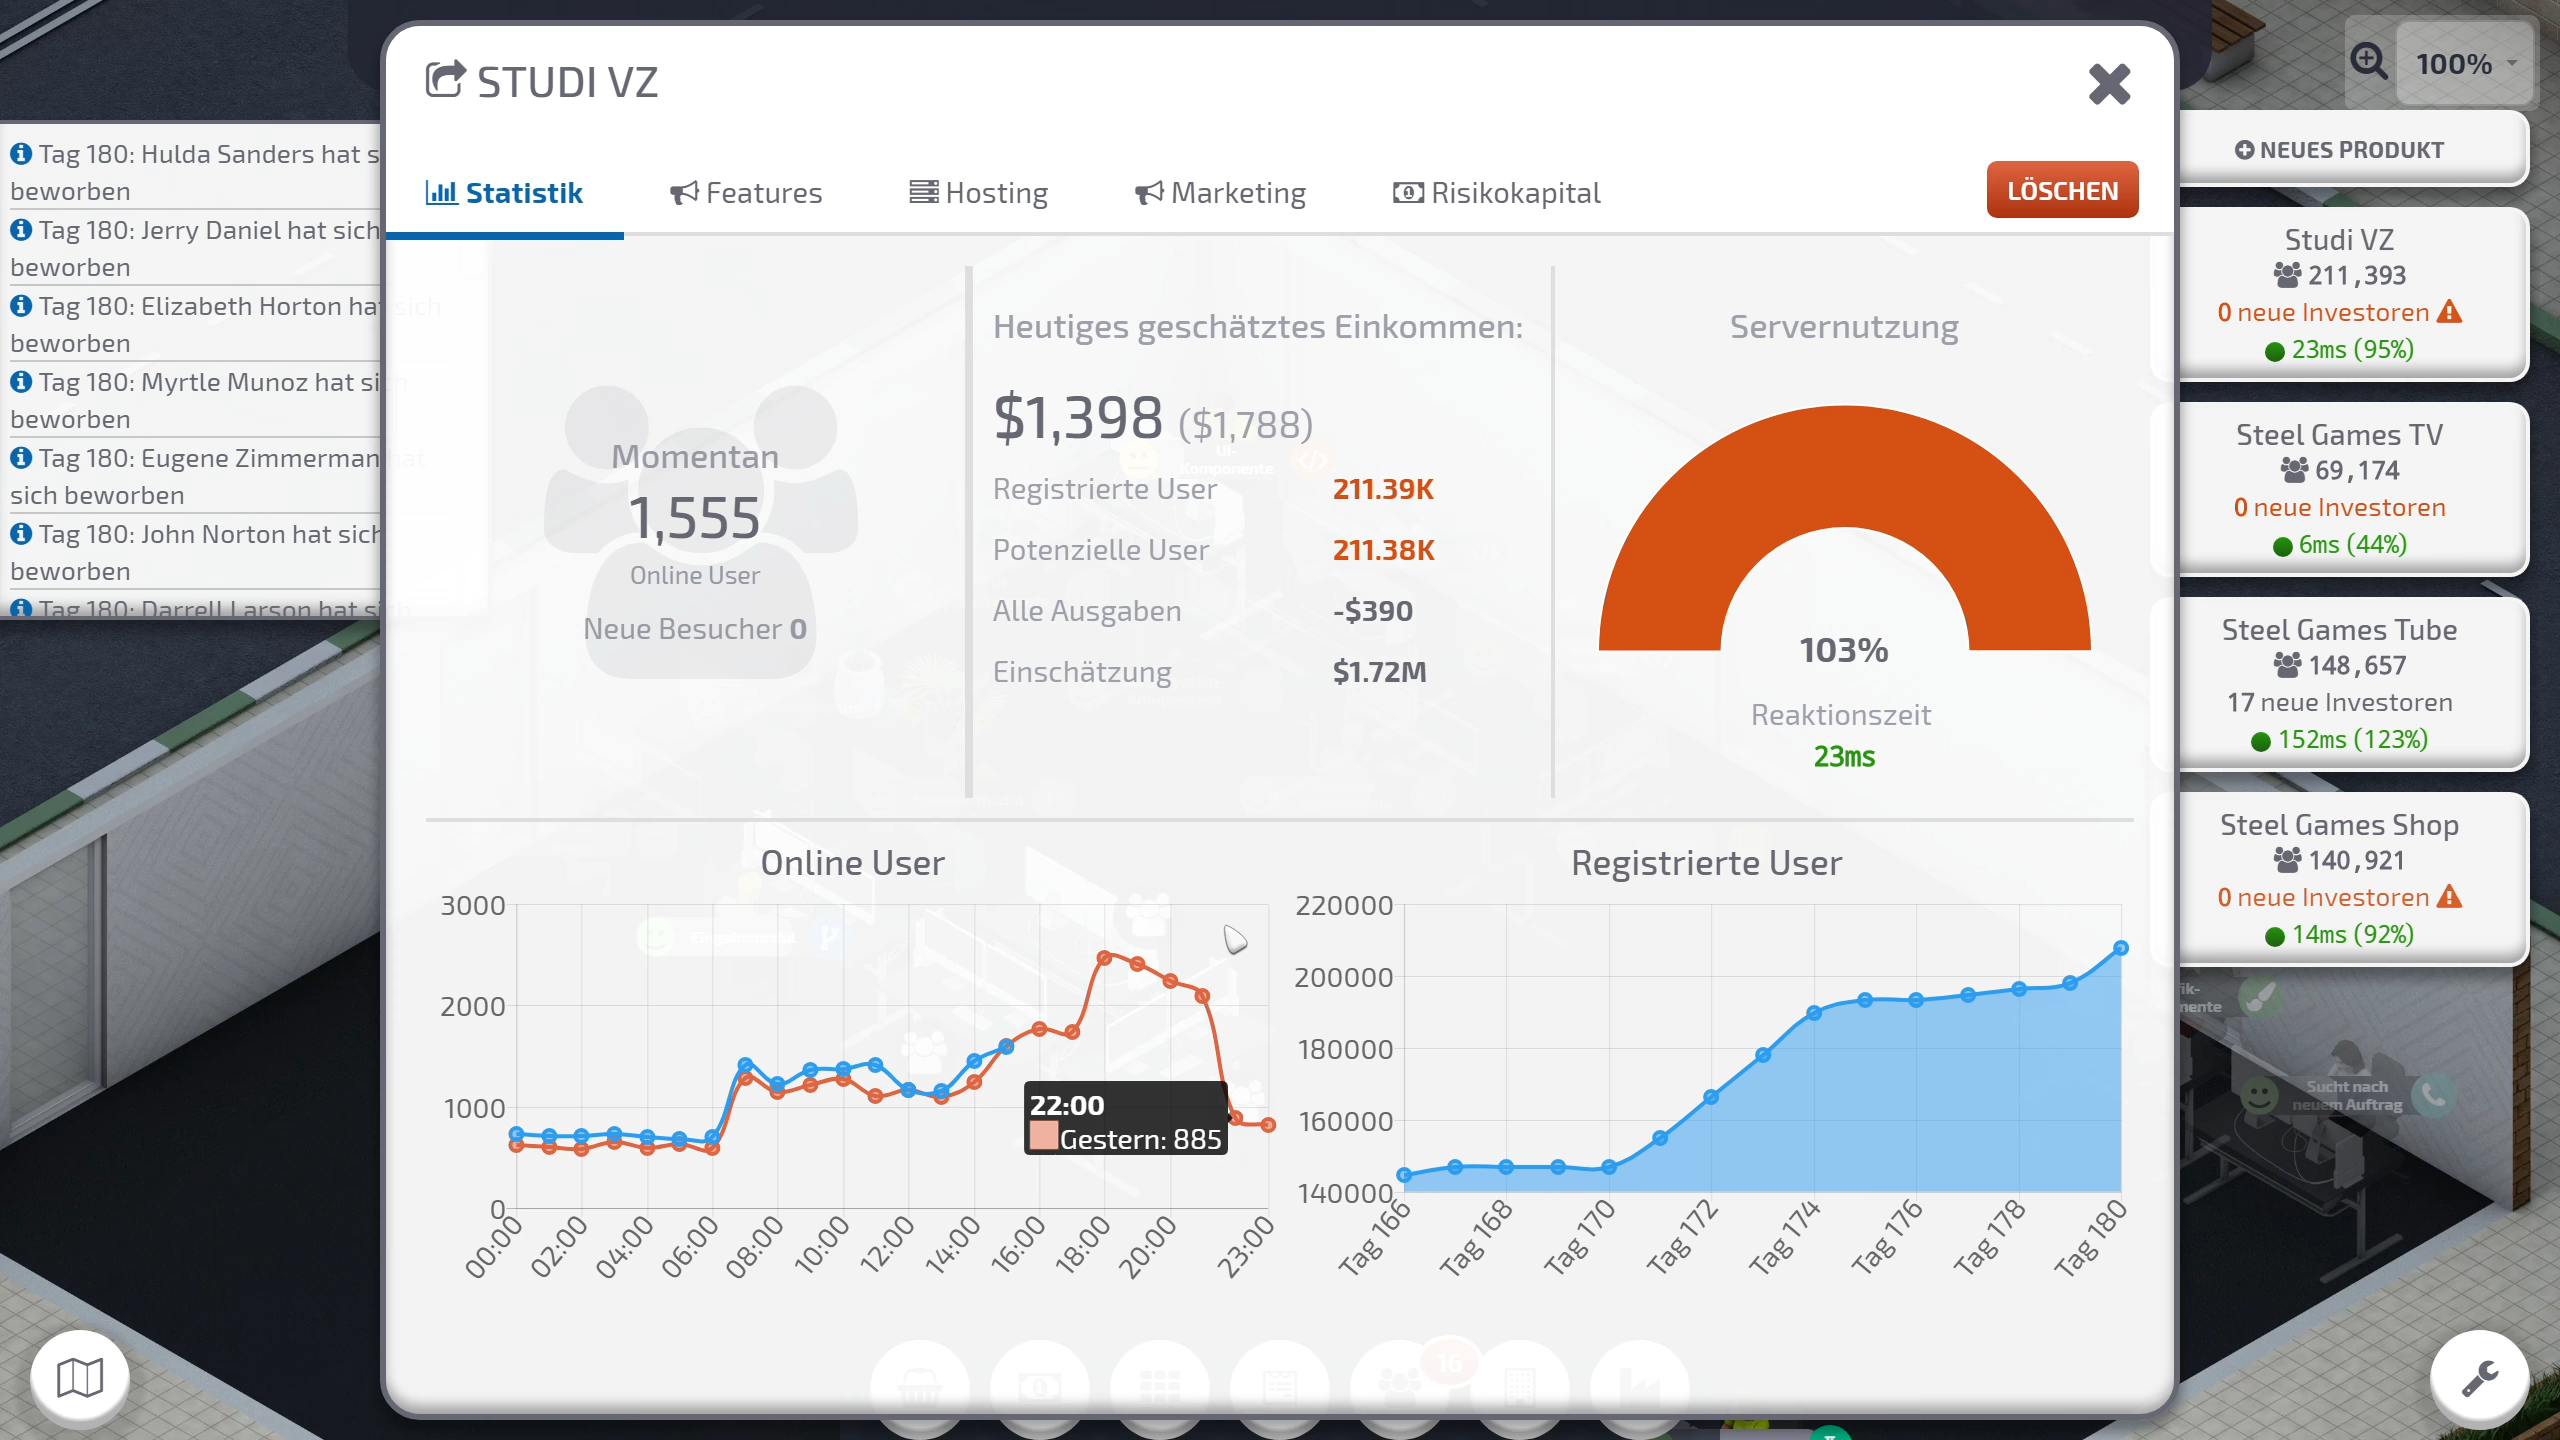 STUDI VZ
100%
Statistik
Features
Hosting
Marketing
Risikokapital
LÖSCHEN
Tag 180: Hulda Sanders hat s
beworben
Tag 180: Jerry Daniel hat sich
beworben
Tag 180: Elizabeth Horton hat sich
beworben
Tag 180: Myrtle Munoz hat sich
beworben
Tag 180: Eugene Zimmerman hat
sich beworben
Tag 180: John Norton hat sich
beworben
Tag 180: Darrell Larson hat sich
Momentan
1,555
Online User
Neue Besucher 0
Heutiges geschätztes Einkommen:
$1,398 ($1,788)
Registrierte User 211.39K
Potenzielle User 211.38K
Alle Ausgaben -$390
Einschätzung $1.72M
UI-
Komponente
Servernutzung
103%
Reaktionszeit
23ms
Online User
3000
2000
1000
0
00:00
02:00
04:00
06:00
08:00
10:00
12:00
14:00
16:00
18:00
20:00
23:00
22:00
Gestern: 885
Registrierte User
220000
200000
180000
160000
140000
Tag 166
Tag 168
Tag 170
Tag 172
Tag 174
Tag 176
Tag 178
Tag 180
16
NEUES PRODUKT
Studi VZ
211,393
0 neue Investoren
23ms (95%)
Steel Games TV
69,174
0 neue Investoren
6ms (44%)
Steel Games Tube
148,657
17 neue Investoren
152ms (123%)
Steel Games Shop
140,921
0 neue Investoren
14ms (92%)
Sucht nach
neuem Auftrag